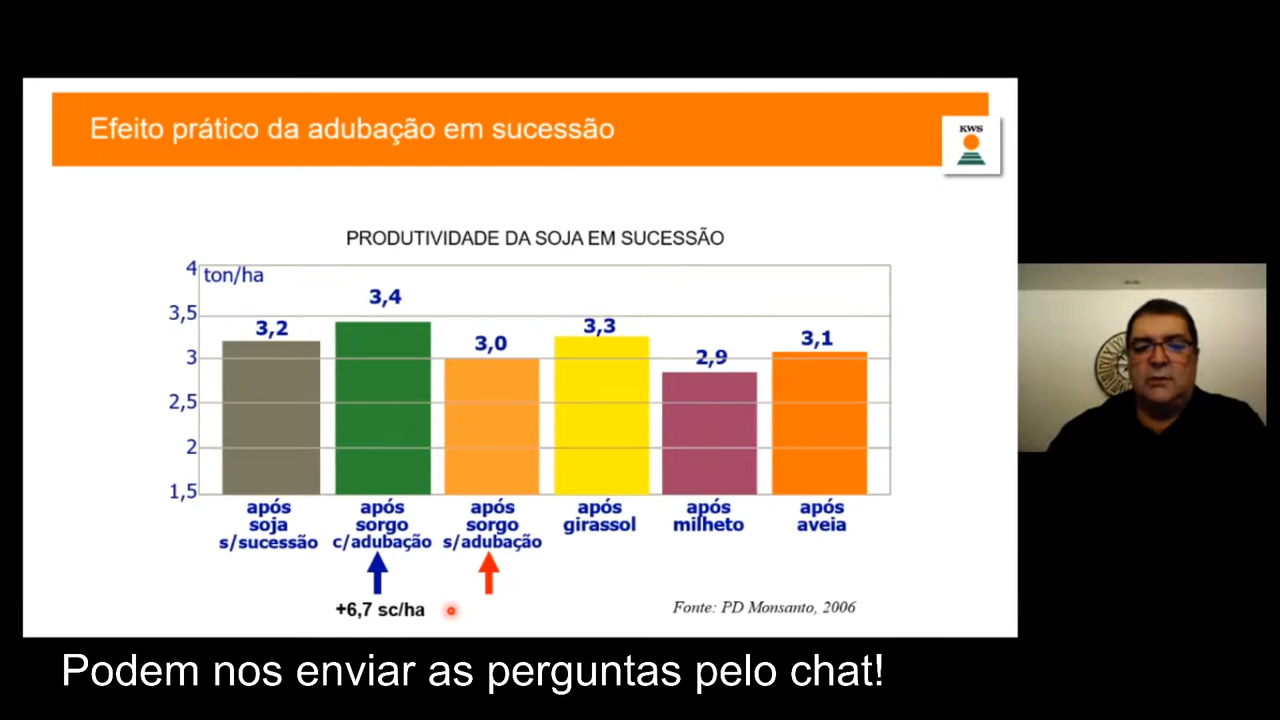 Efeito prático da adubação em sucessão
KWS
PRODUTIVIDADE DA SOJA EM SUCESSÃO
ton/ha
4
3,5
3
2,5
2
1,5
3,2
3,4
3,0
3,3
2,9
3,1
após
soja
s/sucessão
após
sorgo
c/adubação
após
sorgo
s/adubação
após
girassol
após
milheto
após
aveia
+6,7 sc/ha
Fonte: PD Monsanto, 2006
Podem nos enviar as perguntas pelo chat!